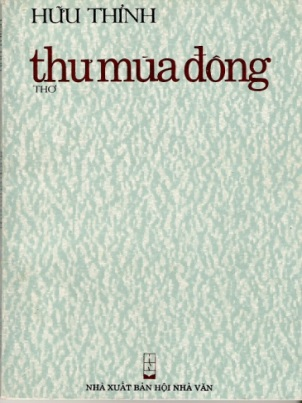 HỮU THỈNH
thư mùa đông
THƠ
NHÀ XUẤT BẢN HỘI NHÀ VĂN